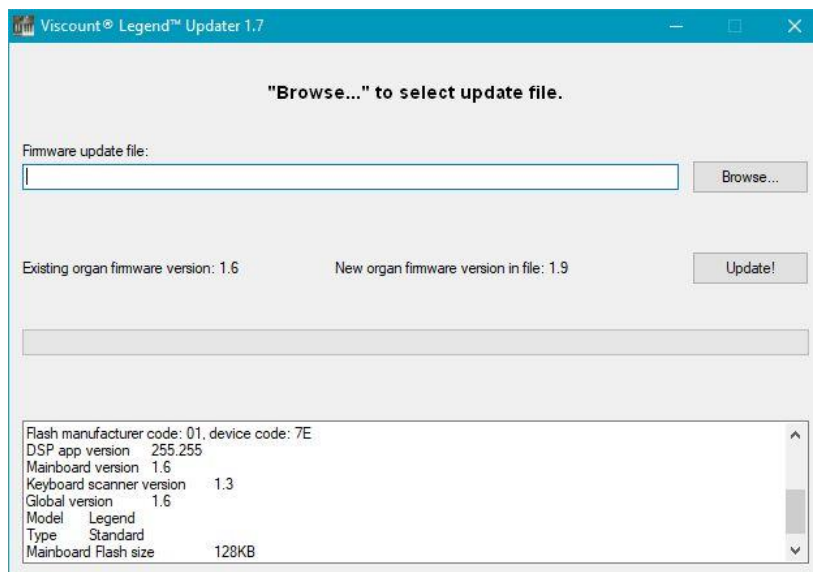 Viscount® Legend™ Updater 1.7
"Browse..." to select update file.
Firmware update file:
Browse...
Existing organ firmware version: 1.6 New organ firmware version in file: 1.9 Update!
Flash manufacturer code: 01, device code: 7E
DSP app version 255.255
Mainboard version 1.6
Keyboard scanner version 1.3
Global version 1.6
Model Legend
Type Standard
Mainboard Flash size 128KB